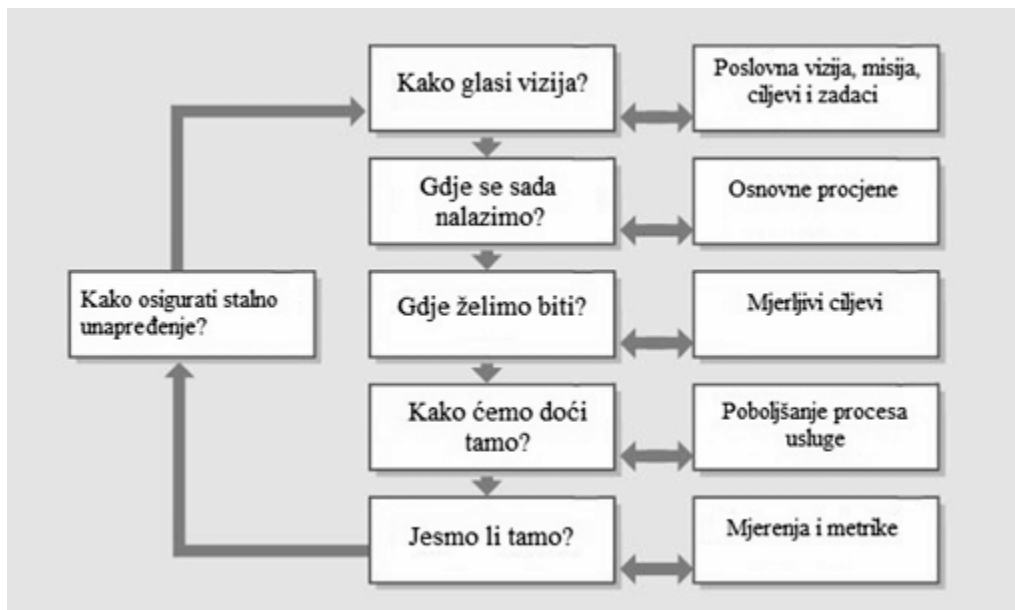 Kako glasi vizija?
Poslovna vizija, misija,
ciljevi i zadaci
Gdje se sada
nalazimo?
Osnovne procjene
Kako osigurati stalno
unapređenje?
Gdje želimo biti?
Mjerljivi ciljevi
Kako ćemo doći
tamo?
Poboljšanje procesa
usluge
Jesmo li tamo?
Mjerenja i metrike